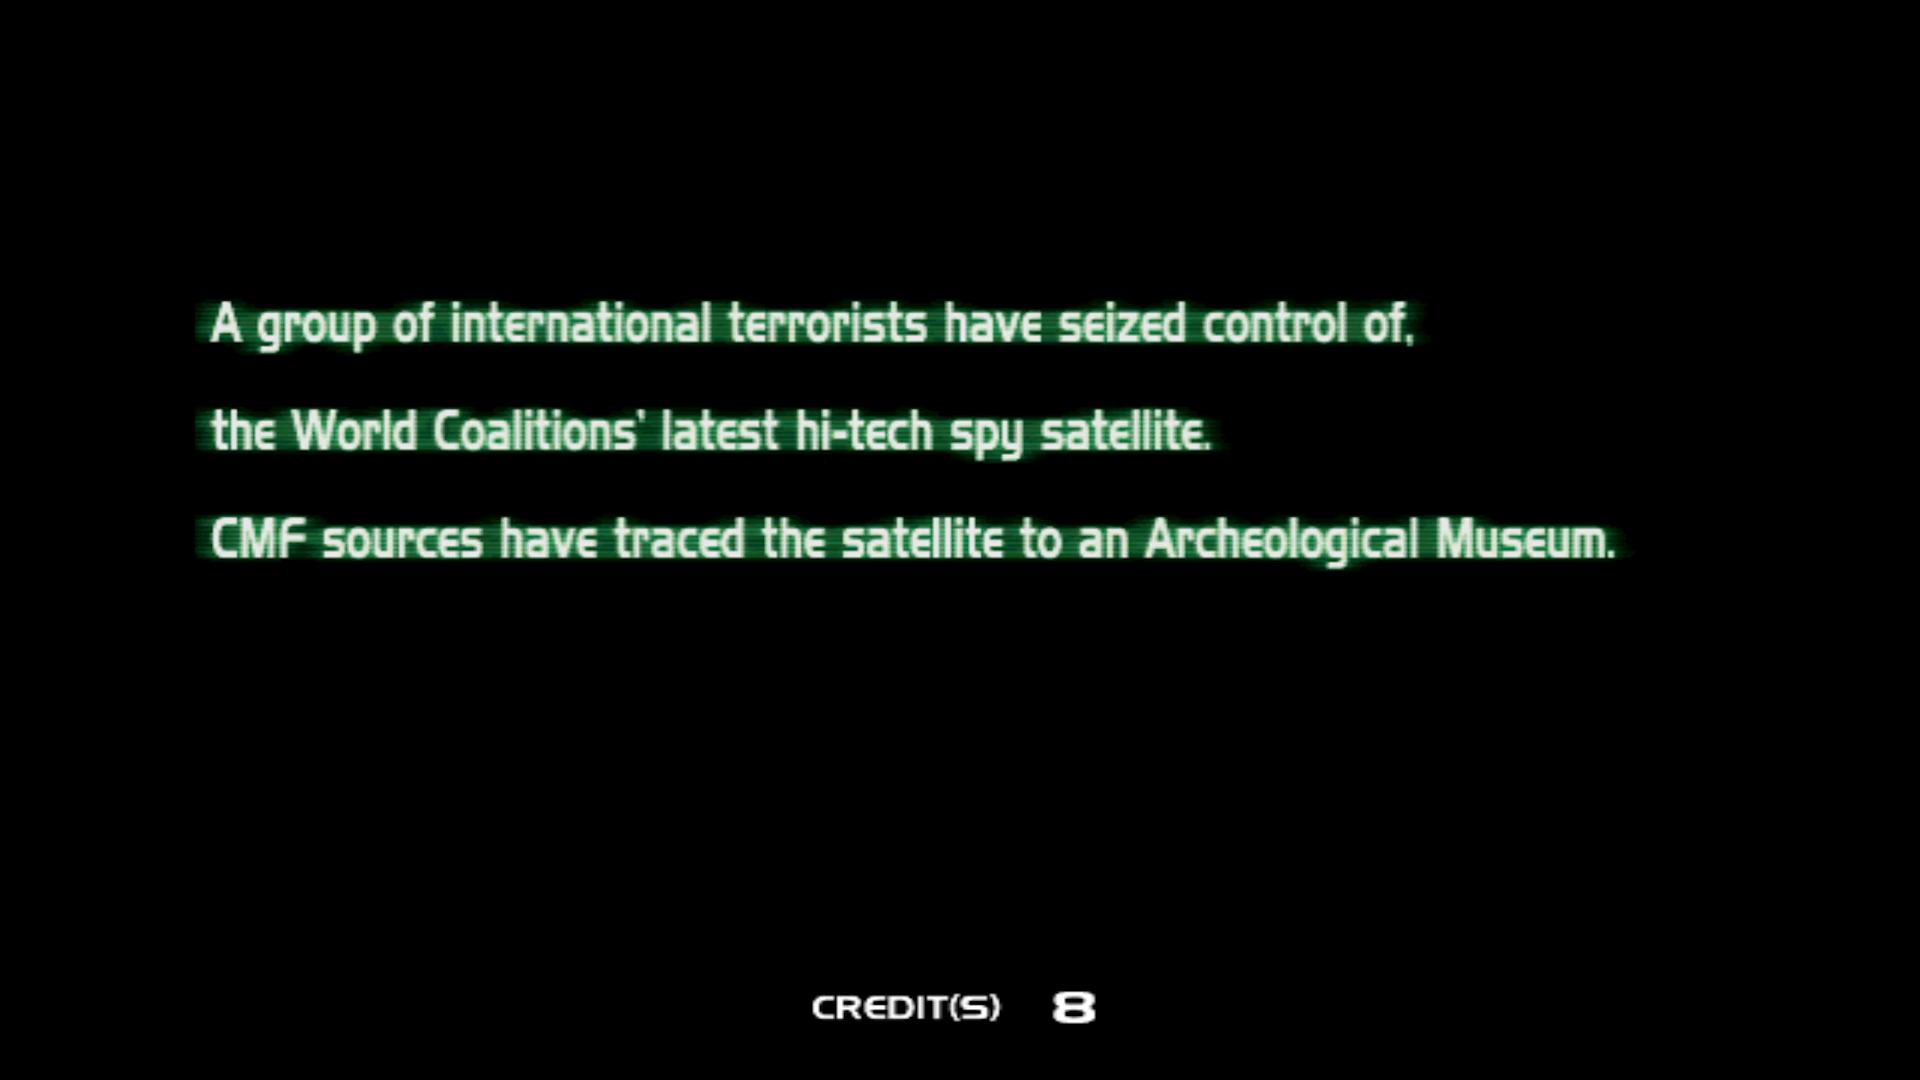 A group of international terrorists have seized control of,
the World Coalitions' latest hi-tech spy satellite.
CMF sources have traced the satellite to an Archeological Museum.
CREDIT(S) 8